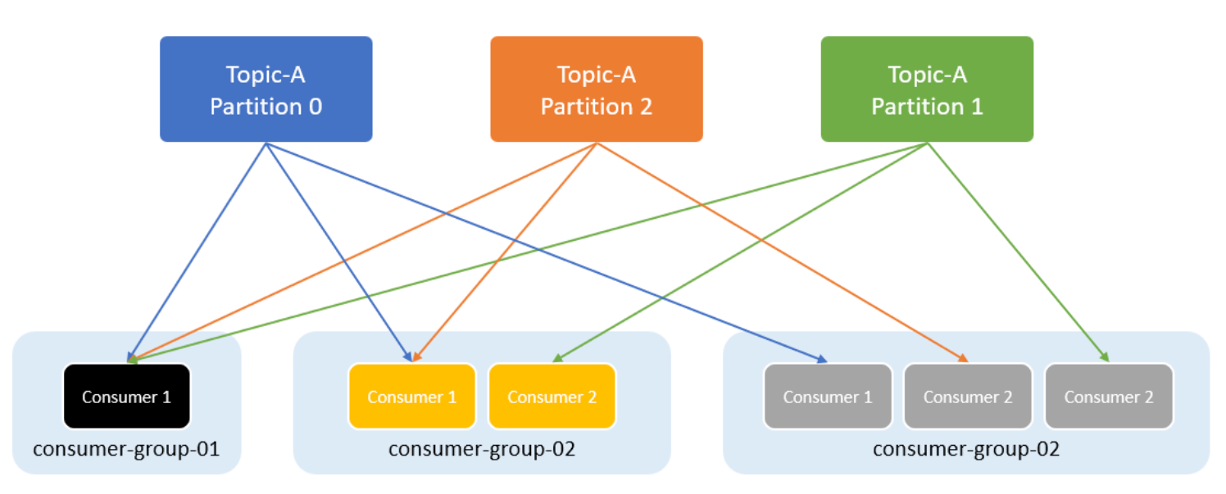 Topic-A
Partition 0
Topic-A
Partition 2
Topic-A
Partition 1
Consumer 1
consumer-group-01
Consumer 1
Consumer 2
consumer-group-02
Consumer 1
Consumer 2
Consumer 2
consumer-group-02